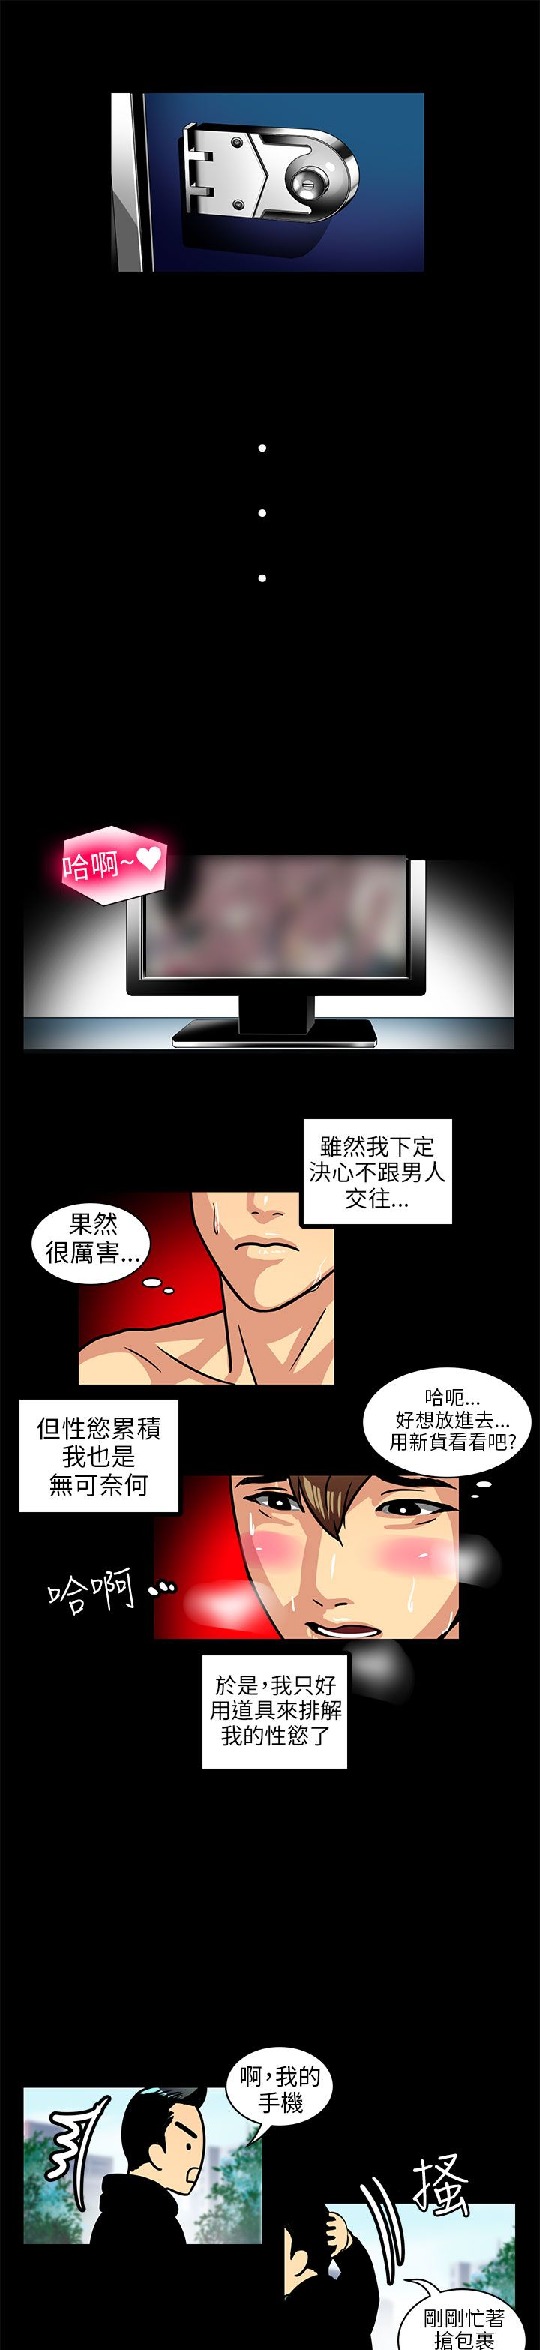 哈啊~♥
雖然我下定
決心不跟男人
交往...
果然
很厲害...
哈呃...
好想放進去...
用新貨看看吧?
但性慾累積
我也是
無可奈何
哈啊...
於是，我只好
用道具來排解
我的性慾了
啊，我的
手機
搔
剛剛忙著
搶包裹